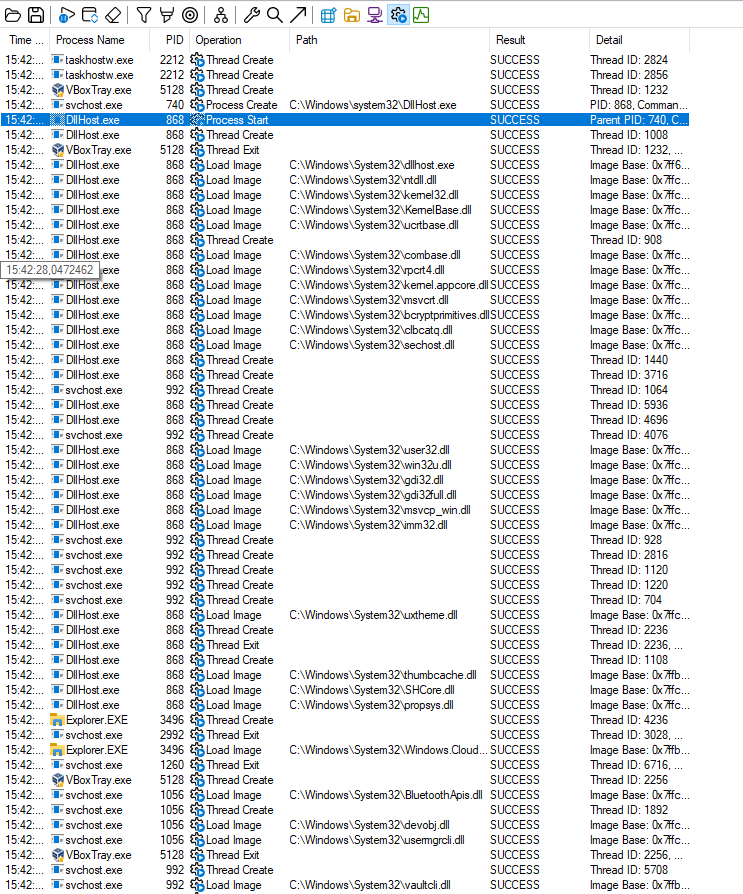 Time ... Process Name PID Operation Path Result Detail
15:42:... taskhostw.exe 2212 Thread Create SUCCESS Thread ID: 2824
15:42:... taskhostw.exe 2212 Thread Create SUCCESS Thread ID: 2856
15:42:... VBoxTray.exe 5128 Thread Create SUCCESS Thread ID: 1232
15:42:... svchost.exe 740 Process Create C:\Windows\system32\DllHost.exe SUCCESS PID: 868, Comman...
15:42:... DllHost.exe 868 Process Start SUCCESS Parent PID: 740, C...
15:42:... DllHost.exe 868 Thread Create SUCCESS Thread ID: 1008
15:42:... VBoxTray.exe 5128 Thread Exit SUCCESS Thread ID: 1232, ...
15:42:... DllHost.exe 868 Load Image C:\Windows\System32\dllhost.exe SUCCESS Image Base: 0x7ff6...
15:42:... DllHost.exe 868 Load Image C:\Windows\System32\ntdll.dll SUCCESS Image Base: 0x7ffc...
15:42:... DllHost.exe 868 Load Image C:\Windows\System32\kernel32.dll SUCCESS Image Base: 0x7ffc...
15:42:... DllHost.exe 868 Load Image C:\Windows\System32\KernelBase.dll SUCCESS Image Base: 0x7ffc...
15:42:... DllHost.exe 868 Load Image C:\Windows\System32\ucrtbase.dll SUCCESS Image Base: 0x7ffc...
15:42:... DllHost.exe 868 Thread Create SUCCESS Thread ID: 908
15:42:... DllHost.exe 868 Load Image C:\Windows\System32\combase.dll SUCCESS Image Base: 0x7ffc...
15:42:28,0472462 868 Load Image C:\Windows\System32\rpcrt4.dll SUCCESS Image Base: 0x7ffc...
15:42:... DllHost.exe 868 Load Image C:\Windows\System32\kernel.appcore.dll SUCCESS Image Base: 0x7ffc...
15:42:... DllHost.exe 868 Load Image C:\Windows\System32\msvcrt.dll SUCCESS Image Base: 0x7ffc...
15:42:... DllHost.exe 868 Load Image C:\Windows\System32\bcryptprimitives.dll SUCCESS Image Base: 0x7ffc...
15:42:... DllHost.exe 868 Load Image C:\Windows\System32\clbcatq.dll SUCCESS Image Base: 0x7ffc...
15:42:... DllHost.exe 868 Load Image C:\Windows\System32\sechost.dll SUCCESS Image Base: 0x7ffc...
15:42:... DllHost.exe 868 Thread Create SUCCESS Thread ID: 1440
15:42:... DllHost.exe 868 Thread Create SUCCESS Thread ID: 3716
15:42:... svchost.exe 992 Thread Create SUCCESS Thread ID: 1064
15:42:... DllHost.exe 868 Thread Create SUCCESS Thread ID: 5936
15:42:... DllHost.exe 868 Thread Create SUCCESS Thread ID: 4696
15:42:... svchost.exe 992 Thread Create SUCCESS Thread ID: 4076
15:42:... DllHost.exe 868 Load Image C:\Windows\System32\user32.dll SUCCESS Image Base: 0x7ffc...
15:42:... DllHost.exe 868 Load Image C:\Windows\System32\win32u.dll SUCCESS Image Base: 0x7ffc...
15:42:... DllHost.exe 868 Load Image C:\Windows\System32\gdi32.dll SUCCESS Image Base: 0x7ffc...
15:42:... DllHost.exe 868 Load Image C:\Windows\System32\gdi32full.dll SUCCESS Image Base: 0x7ffc...
15:42:... DllHost.exe 868 Load Image C:\Windows\System32\msvcp_win.dll SUCCESS Image Base: 0x7ffc...
15:42:... DllHost.exe 868 Load Image C:\Windows\System32\imm32.dll SUCCESS Image Base: 0x7ffc...
15:42:... svchost.exe 992 Thread Create SUCCESS Thread ID: 928
15:42:... svchost.exe 992 Thread Create SUCCESS Thread ID: 2816
15:42:... svchost.exe 992 Thread Create SUCCESS Thread ID: 1120
15:42:... svchost.exe 992 Thread Create SUCCESS Thread ID: 1220
15:42:... svchost.exe 992 Thread Create SUCCESS Thread ID: 704
15:42:... DllHost.exe 868 Load Image C:\Windows\System32\uxtheme.dll SUCCESS Image Base: 0x7ffc...
15:42:... DllHost.exe 868 Thread Create SUCCESS Thread ID: 2236
15:42:... DllHost.exe 868 Thread Exit SUCCESS Thread ID: 2236, ...
15:42:... DllHost.exe 868 Thread Create SUCCESS Thread ID: 1108
15:42:... DllHost.exe 868 Load Image C:\Windows\System32\thumbcache.dll SUCCESS Image Base: 0x7ffb...
15:42:... DllHost.exe 868 Load Image C:\Windows\System32\SHCore.dll SUCCESS Image Base: 0x7ffc...
15:42:... DllHost.exe 868 Load Image C:\Windows\System32\propsys.dll SUCCESS Image Base: 0x7ffc...
15:42:... Explorer.EXE 3496 Thread Create SUCCESS Thread ID: 4236
15:42:... svchost.exe 2992 Thread Exit SUCCESS Thread ID: 3028, ...
15:42:... Explorer.EXE 3496 Load Image C:\Windows\System32\Windows.Cloud... SUCCESS Image Base: 0x7ffb...
15:42:... svchost.exe 1260 Thread Exit SUCCESS Thread ID: 6716, ...
15:42:... VBoxTray.exe 5128 Thread Create SUCCESS Thread ID: 2256
15:42:... svchost.exe 1056 Load Image C:\Windows\System32\BluetoothApis.dll SUCCESS Image Base: 0x7ffc...
15:42:... svchost.exe 1056 Thread Create SUCCESS Thread ID: 1892
15:42:... svchost.exe 1056 Load Image C:\Windows\System32\devobj.dll SUCCESS Image Base: 0x7ffc...
15:42:... svchost.exe 1056 Load Image C:\Windows\System32\usermgrcli.dll SUCCESS Image Base: 0x7ffc...
15:42:... VBoxTray.exe 5128 Thread Exit SUCCESS Thread ID: 2256, ...
15:42:... svchost.exe 992 Thread Create SUCCESS Thread ID: 5708
15:42:... svchost.exe 992 Load Image C:\Windows\System32\vaultcli.dll SUCCESS Image Base: 0x7ffb...